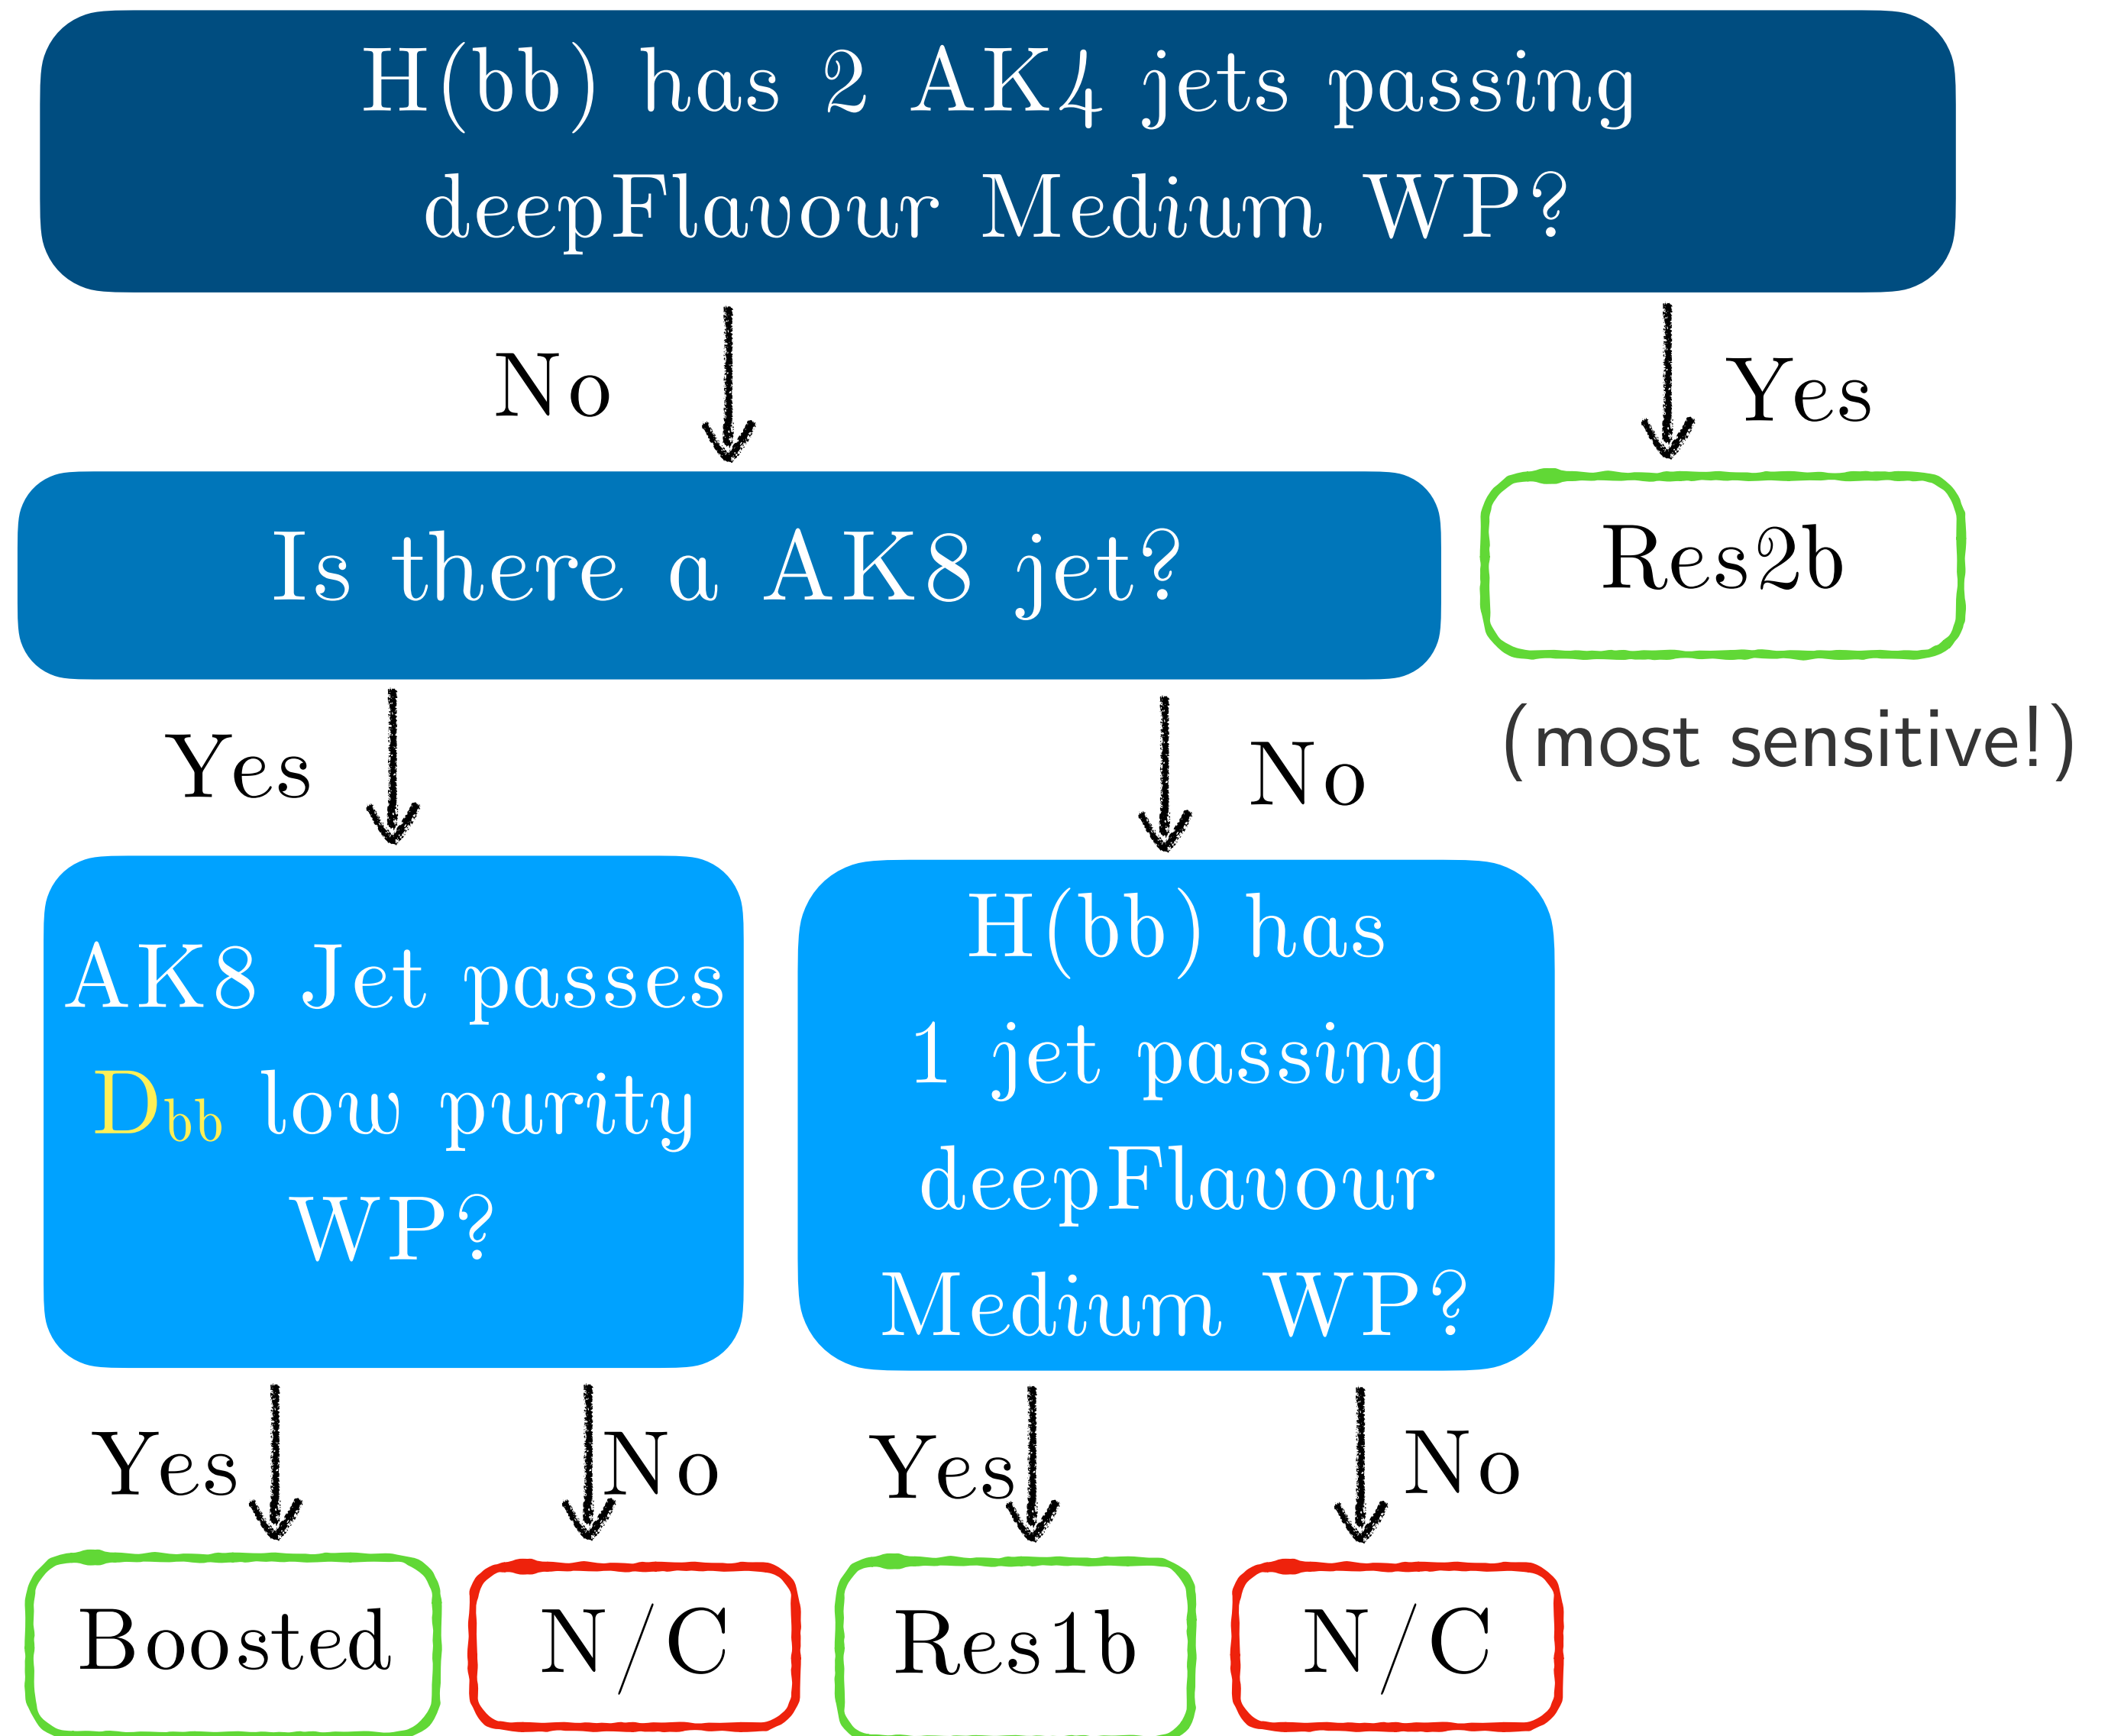 H(bb) has 2 AK4 jets passing
deepFlavour Medium WP?
No
Yes
Is there a AK8 jet?
Res2b
(most sensitive!)
Yes
No
AK8 Jet passes
D_bb low purity
WP?
H(bb) has
1 jet passing
deepFlavour
Medium WP?
Yes
No
Yes
No
Boosted
N/C
Res1b
N/C